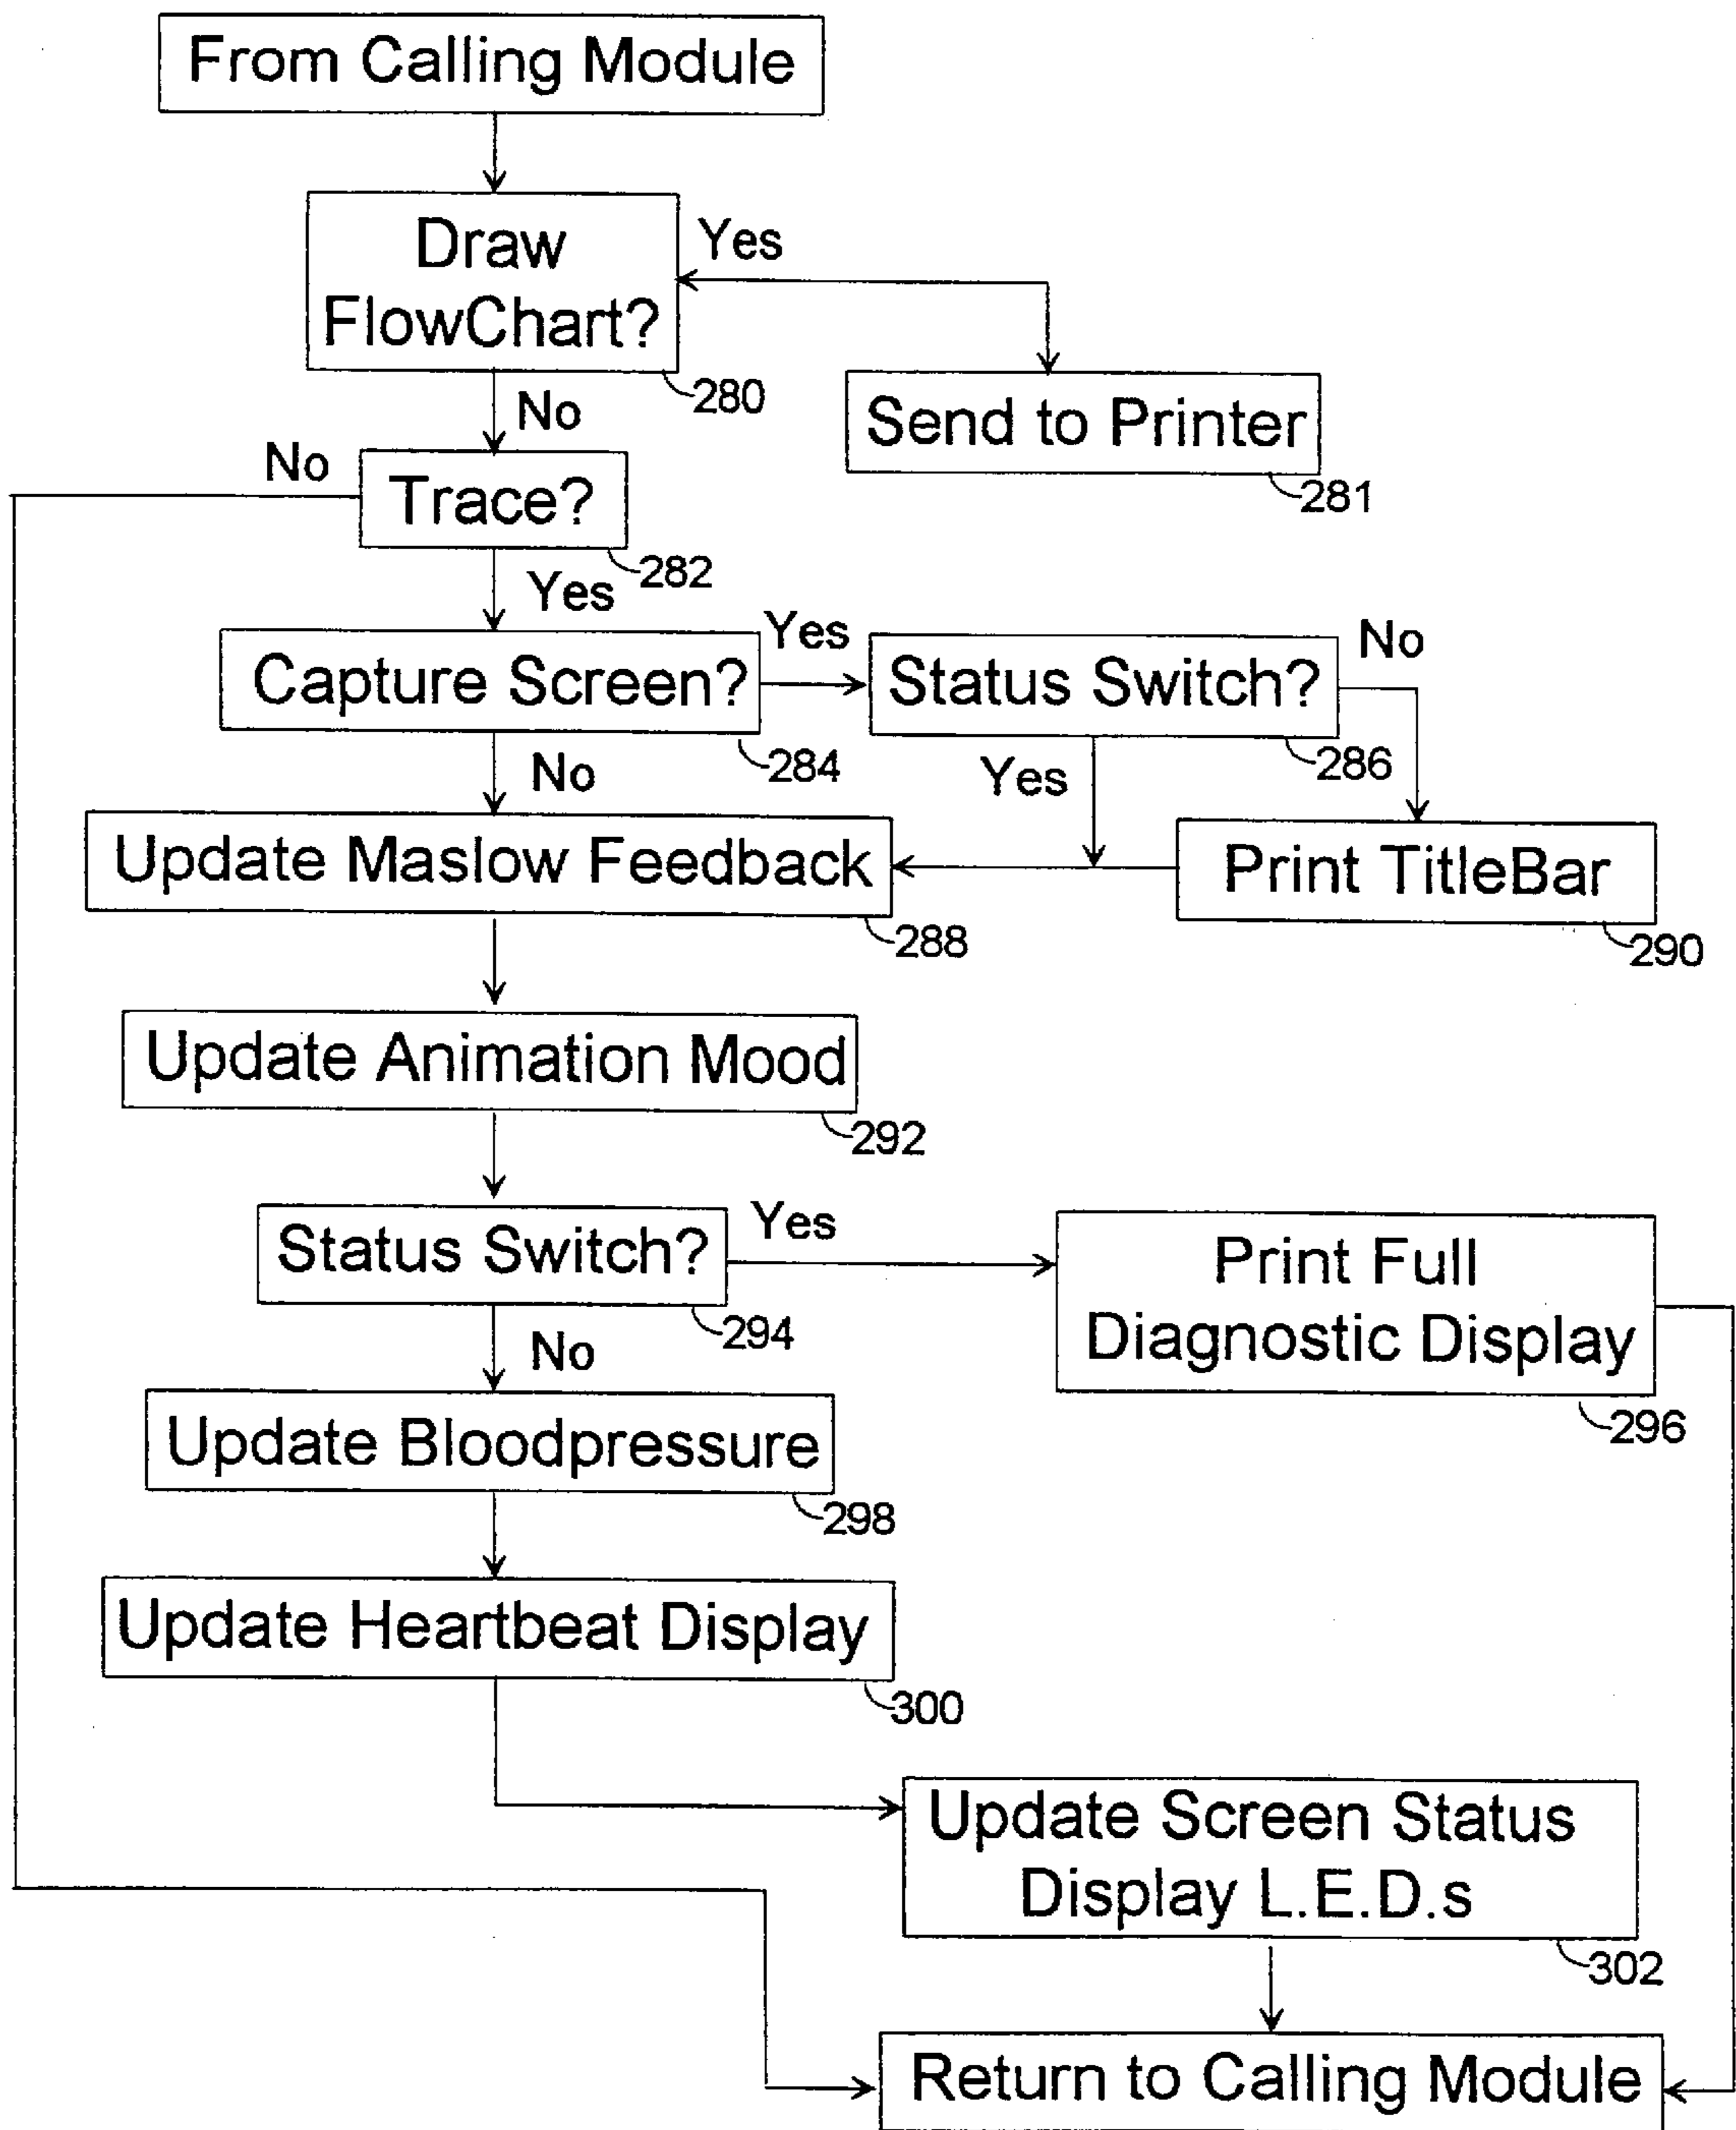 From Calling Module
Draw
FlowChart?
Yes
280
No
Send to Printer
281
No
Trace?
282
Yes
Capture Screen?
284
Yes
Status Switch?
286
No
No
Yes
Update Maslow Feedback
288
Print TitleBar
290
Update Animation Mood
292
Status Switch?
294
Yes
Print Full
Diagnostic Display
296
No
Update Bloodpressure
298
Update Heartbeat Display
300
Update Screen Status
Display L.E.D.s
302
Return to Calling Module